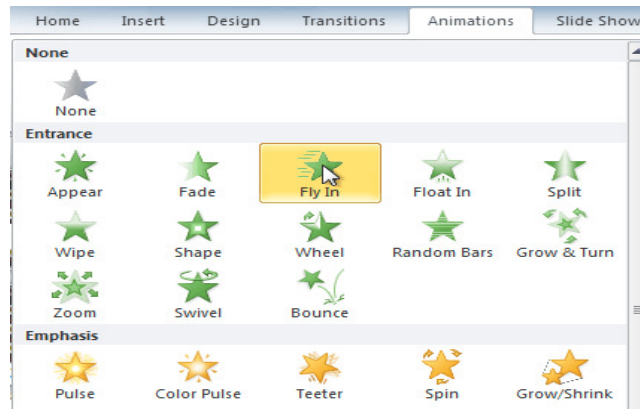 Home Insert Design Transitions Animations Slide Show
None
None
Entrance
Appear Fade Fly In Float In Split
Wipe Shape Wheel Random Bars Grow & Turn
Zoom Swivel Bounce
Emphasis
Pulse Color Pulse Teeter Spin Grow/Shrink